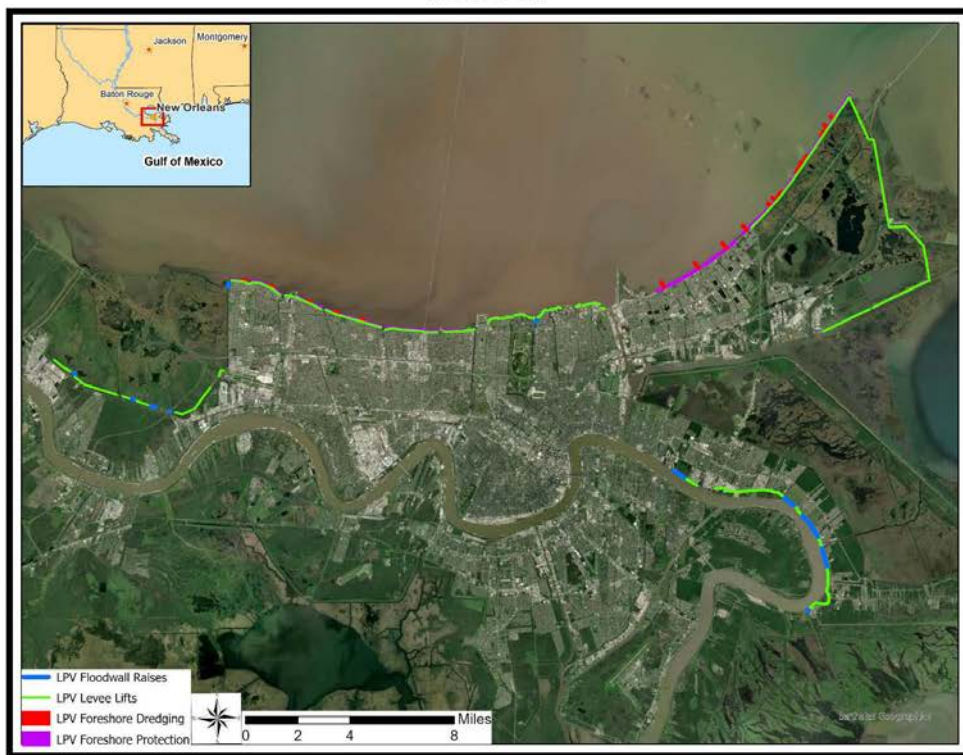 Jackson
Montgomery
Baton Rouge
New Orleans
Gulf of Mexico
LPV Floodwall Raises
LPV Levee Lifts
LPV Foreshore Dredging
LPV Foreshore Protection
Miles
0 2 4 8